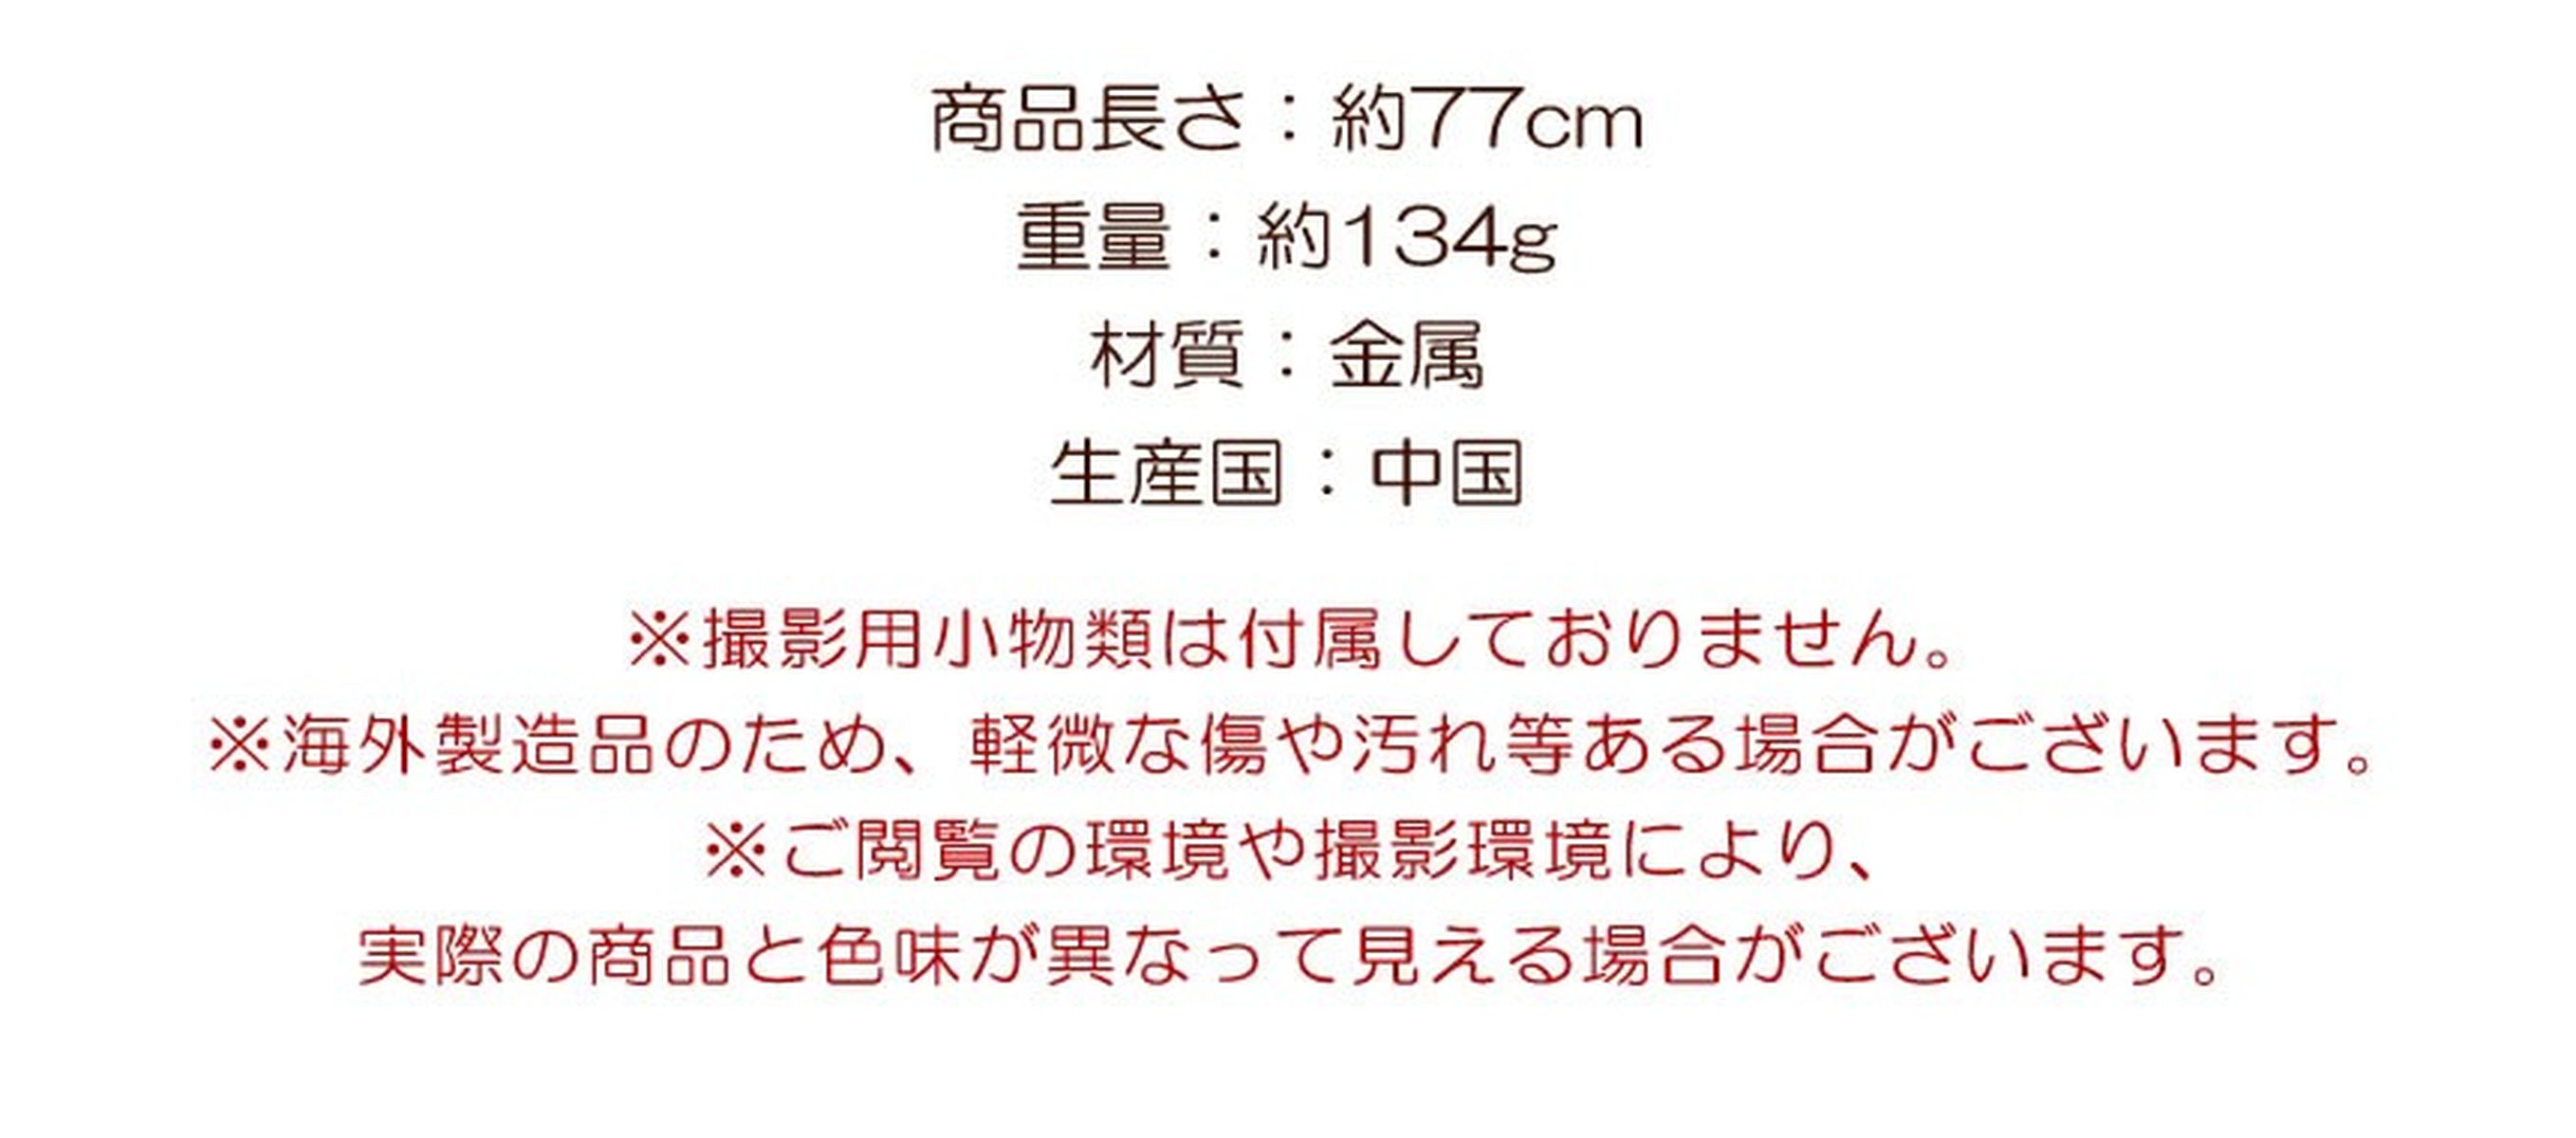 商品長さ：約77cm
重量：約134g
材質：金属
生産国：中国
※撮影用小物類は付属しておりません。
※海外製造品のため、軽微な傷や汚れ等ある場合がございます。
※ご閲覧の環境や撮影環境により、
実際の商品と色味が異なって見える場合がございます。